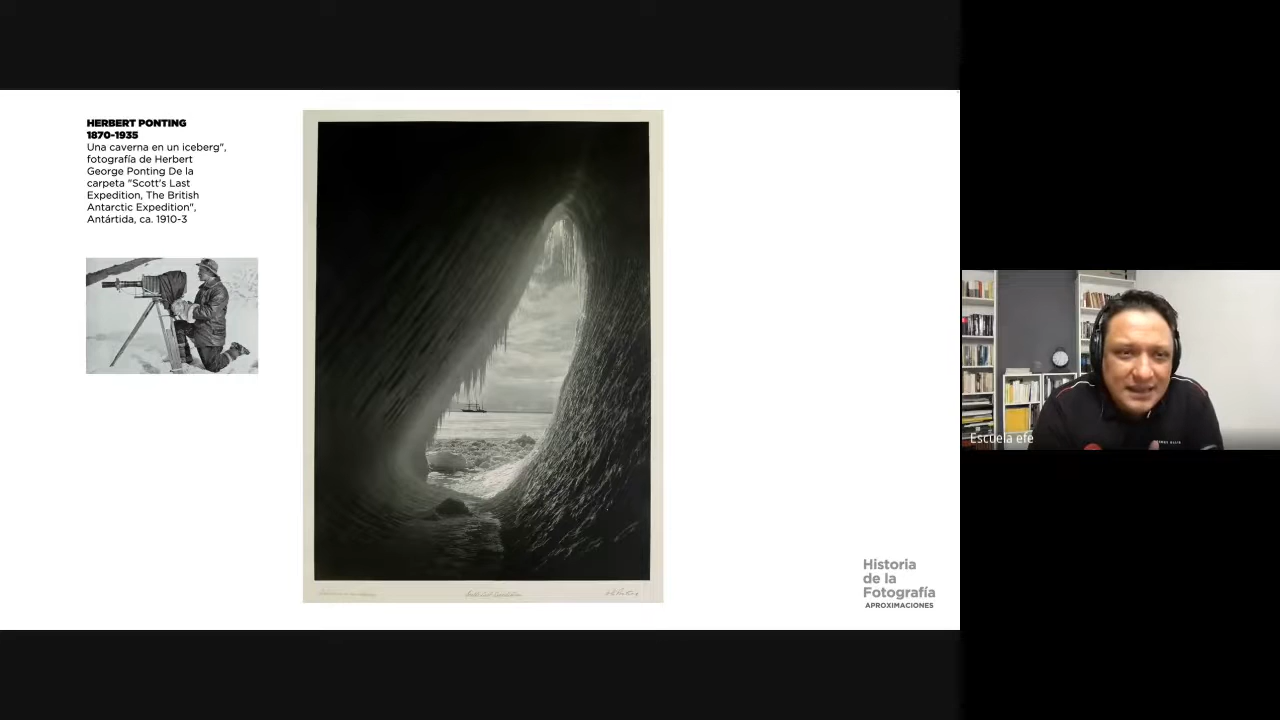 HERBERT PONTING
1870-1935
Una caverna en un iceberg",
fotografía de Herbert
George Ponting De la
carpeta "Scott's Last
Expedition, The British
Antarctic Expedition",
Antártida, ca. 1910-3
Historia
de la
Fotografía
APROXIMACIONES
Escuela efe